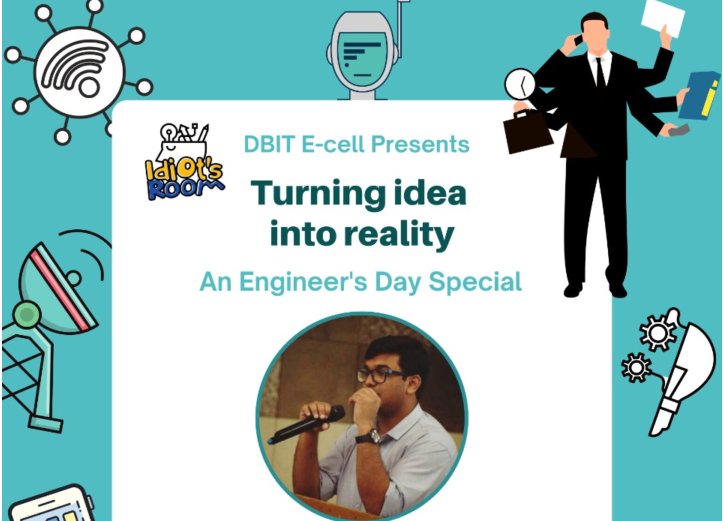 DBIT E-cell Presents
IdiOt's
ROOm
Turning idea
into reality
An Engineer's Day Special